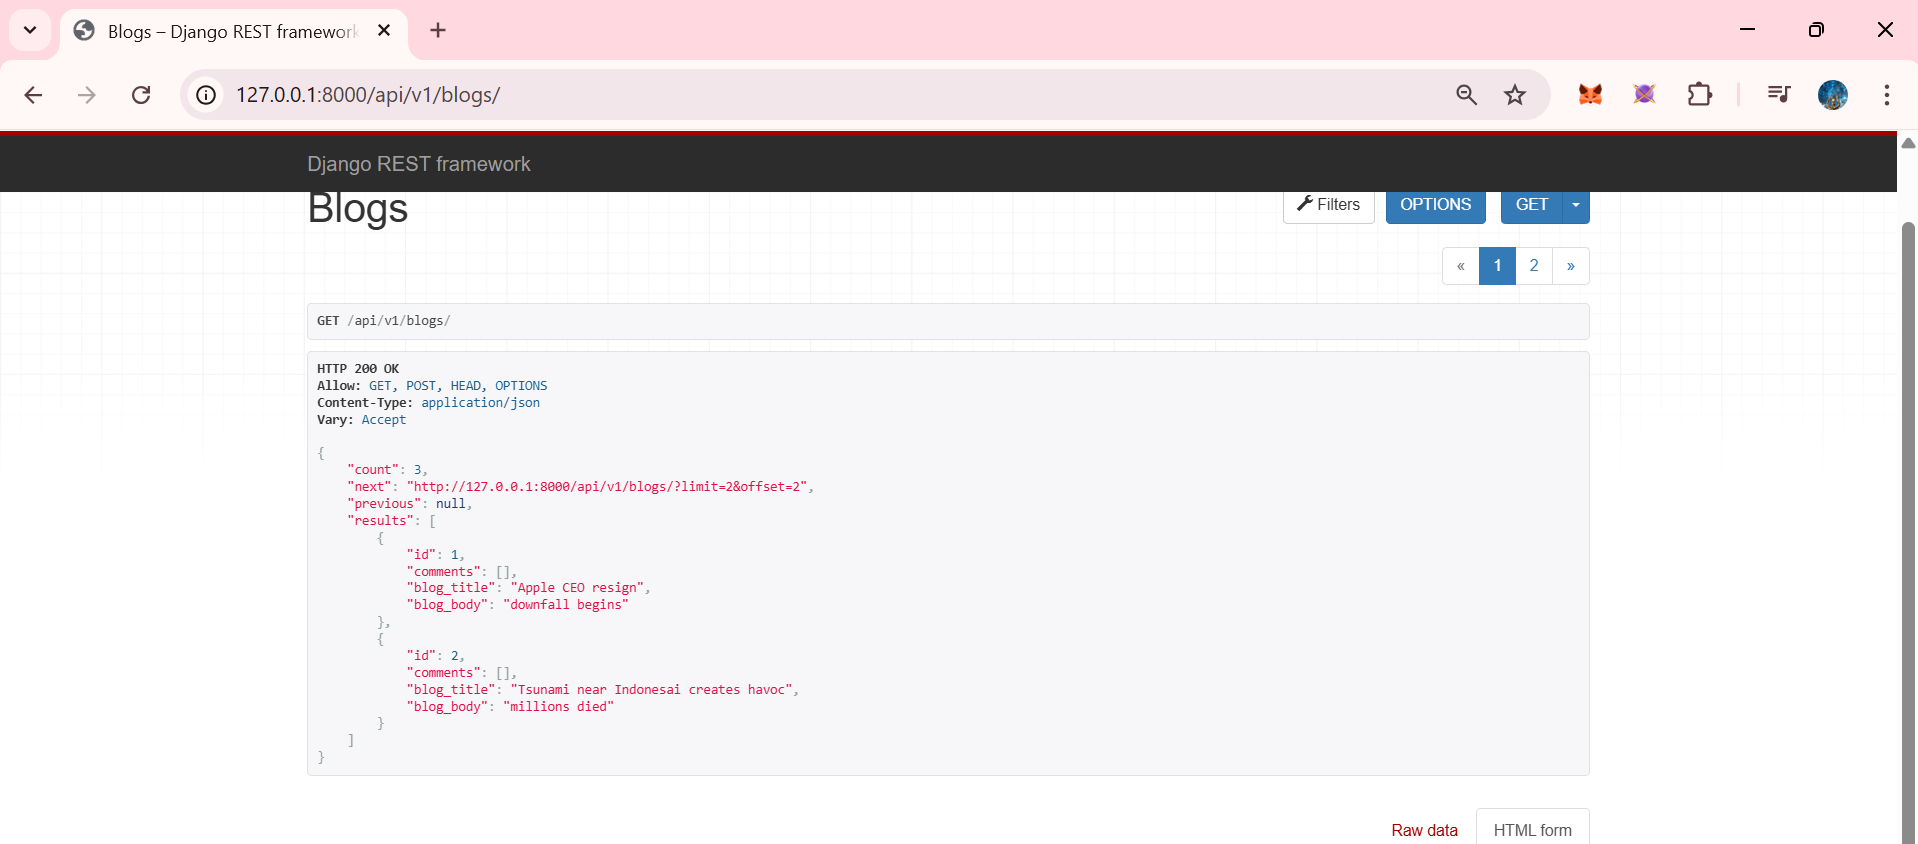 Blogs – Django REST framework
127.0.0.1:8000/api/v1/blogs/
Django REST framework
Blogs
Filters
OPTIONS
GET
« 1 2 »
GET /api/v1/blogs/
HTTP 200 OK
Allow: GET, POST, HEAD, OPTIONS
Content-Type: application/json
Vary: Accept
{
    "count": 3,
    "next": "http://127.0.0.1:8000/api/v1/blogs/?limit=2&offset=2",
    "previous": null,
    "results": [
        {
            "id": 1,
            "comments": [],
            "blog_title": "Apple CEO resign",
            "blog_body": "downfall begins"
        },
        {
            "id": 2,
            "comments": [],
            "blog_title": "Tsunami near Indonesai creates havoc",
            "blog_body": "millions died"
        }
    ]
}
Raw data
HTML form